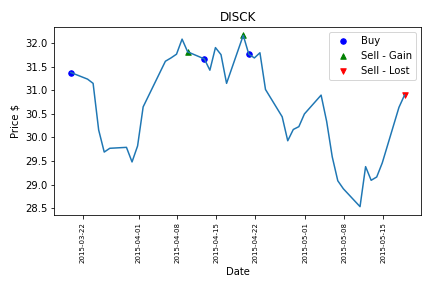 DISCK
Buy
Sell - Gain
Sell - Lost
Price $
32.0
31.5
31.0
30.5
30.0
29.5
29.0
28.5
2015-03-22
2015-04-01
2015-04-08
2015-04-15
2015-04-22
2015-05-01
2015-05-08
2015-05-15
Date